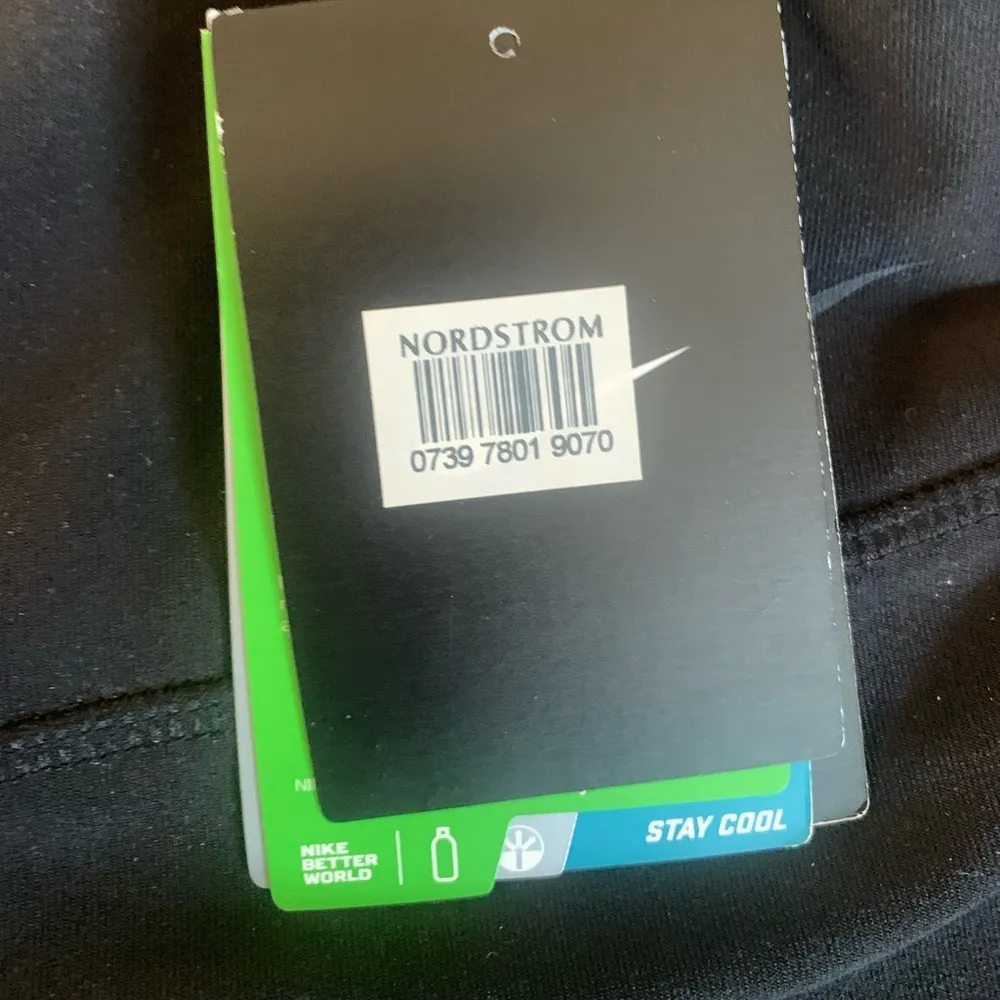 NORDSTROM
0739 7801 9070
NIKE
BETTER
WORLD
STAY COOL